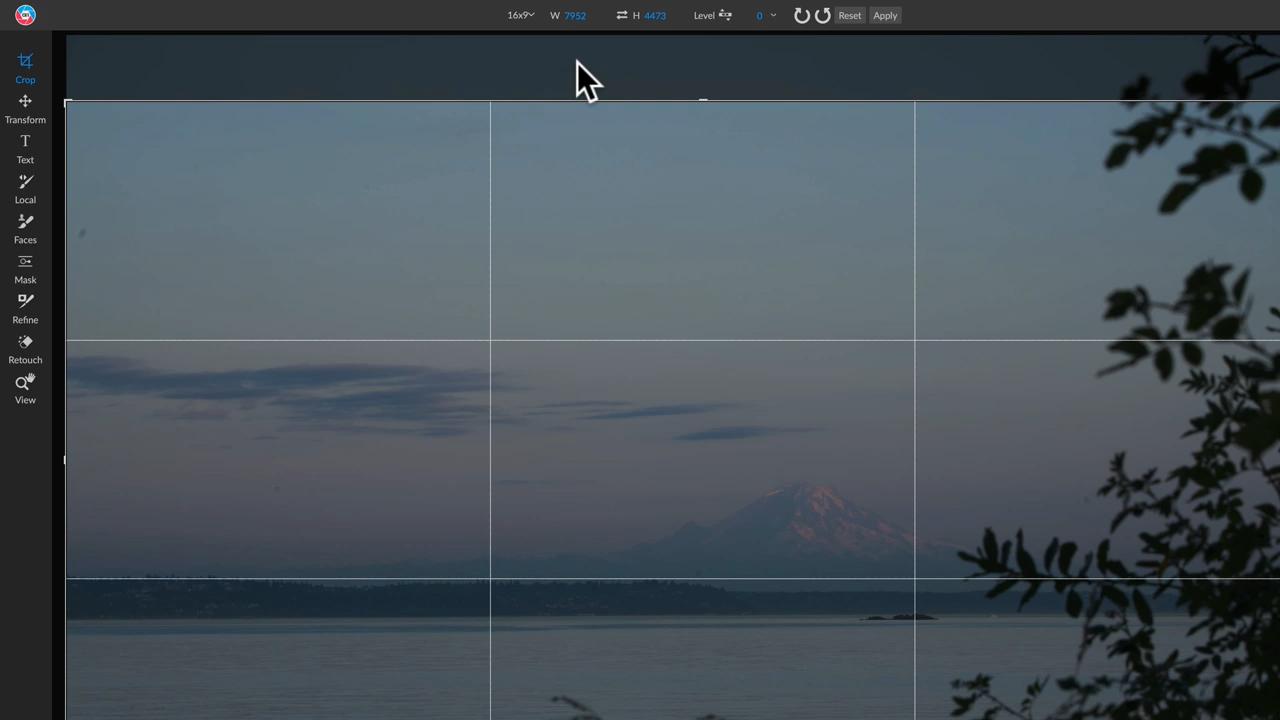 16x9 W 7952 H 4473 Level 0 Reset Apply
Crop
Transform
Text
Local
Faces
Mask
Refine
Retouch
View